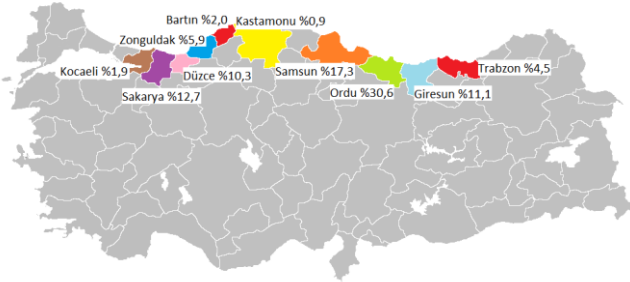 Bartın %2,0
Kastamonu %0,9
Zonguldak %5,9
Kocaeli %1,9
Düzce %10,3
Samsun %17,3
Trabzon %4,5
Sakarya %12,7
Ordu %30,6
Giresun %11,1